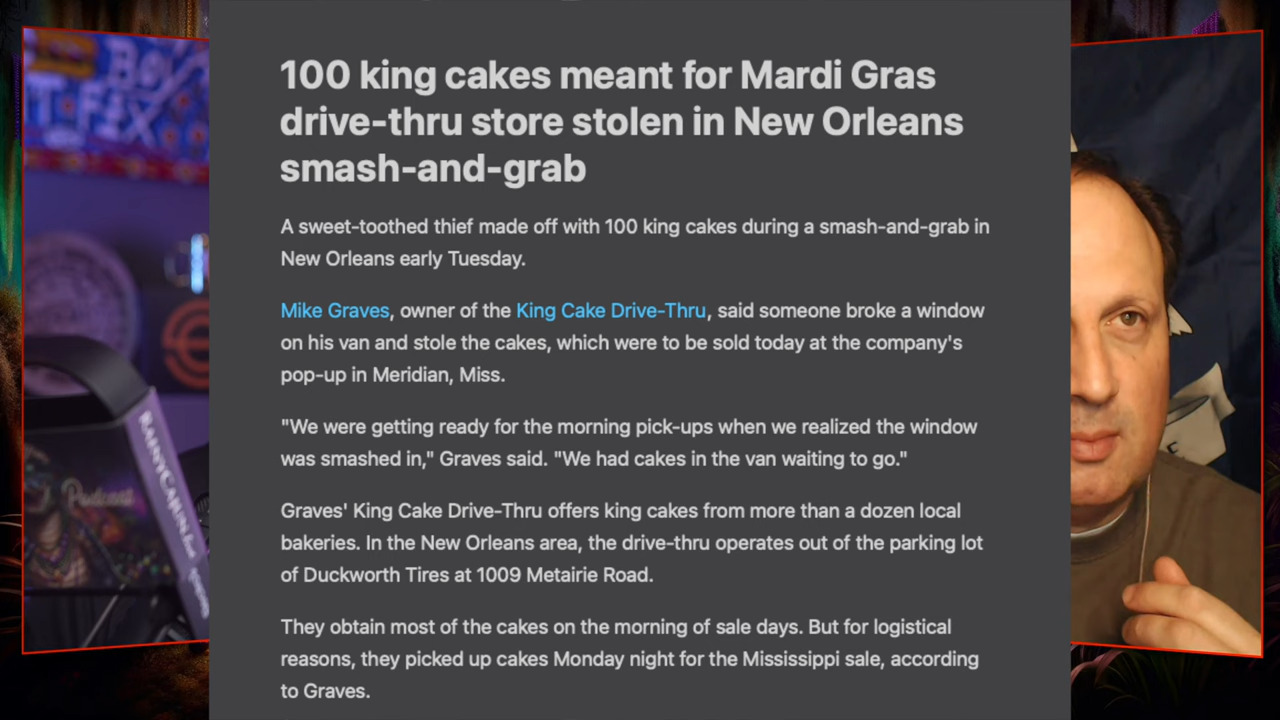 100 king cakes meant for Mardi Gras
drive-thru store stolen in New Orleans
smash-and-grab
A sweet-toothed thief made off with 100 king cakes during a smash-and-grab in
New Orleans early Tuesday.
Mike Graves, owner of the King Cake Drive-Thru, said someone broke a window
on his van and stole the cakes, which were to be sold today at the company's
pop-up in Meridian, Miss.
"We were getting ready for the morning pick-ups when we realized the window
was smashed in," Graves said. "We had cakes in the van waiting to go."
Graves' King Cake Drive-Thru offers king cakes from more than a dozen local
bakeries. In the New Orleans area, the drive-thru operates out of the parking lot
of Duckworth Tires at 1009 Metairie Road.
They obtain most of the cakes on the morning of sale days. But for logistical
reasons, they picked up cakes Monday night for the Mississippi sale, according
to Graves.
Podcast